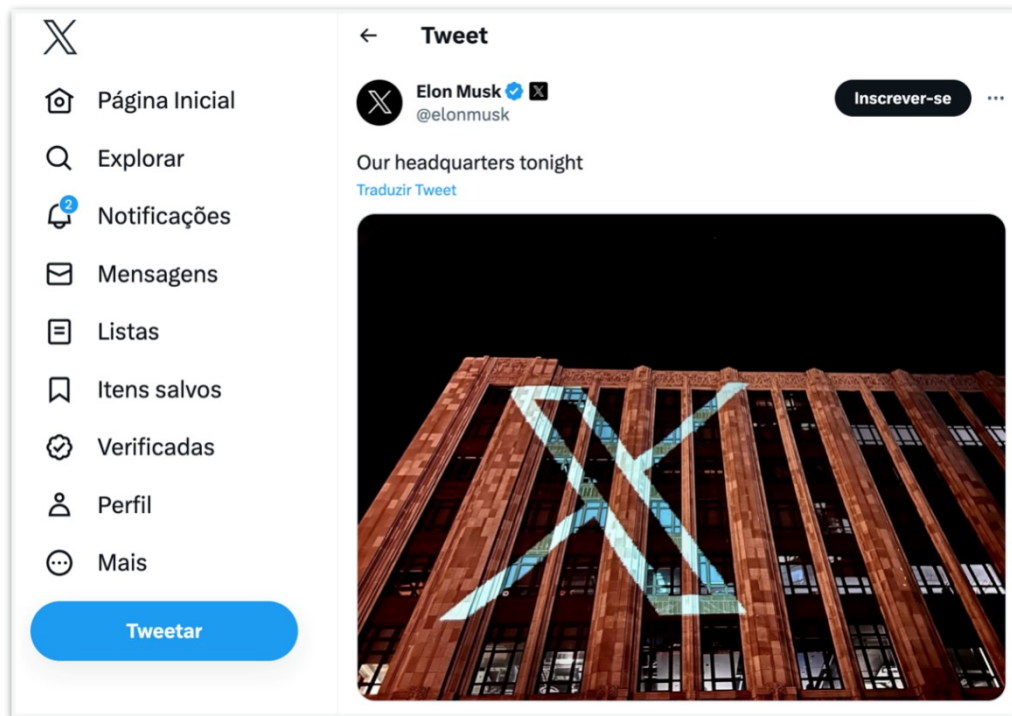 Página Inicial
Explorar
2
Notificações
Mensagens
Listas
Itens salvos
Verificadas
Perfil
Mais
Tweetar
Tweet
Elon Musk
@elonmusk
Inscrever-se
Our headquarters tonight
Traduzir Tweet